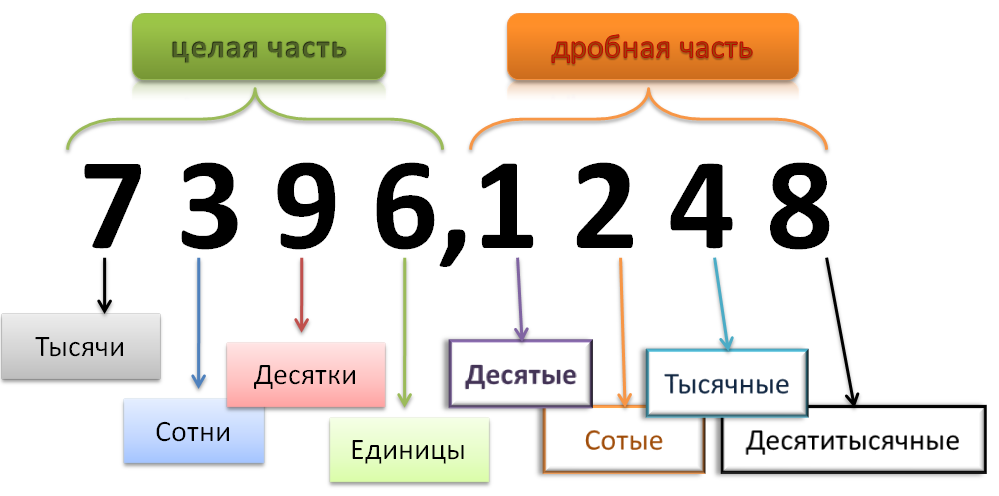 целая часть
дробная часть
7 3 9 6 , 1 2 4 8
Тысячи
Сотни
Десятки
Единицы
Десятые
Сотые
Тысячные
Десятитысячные